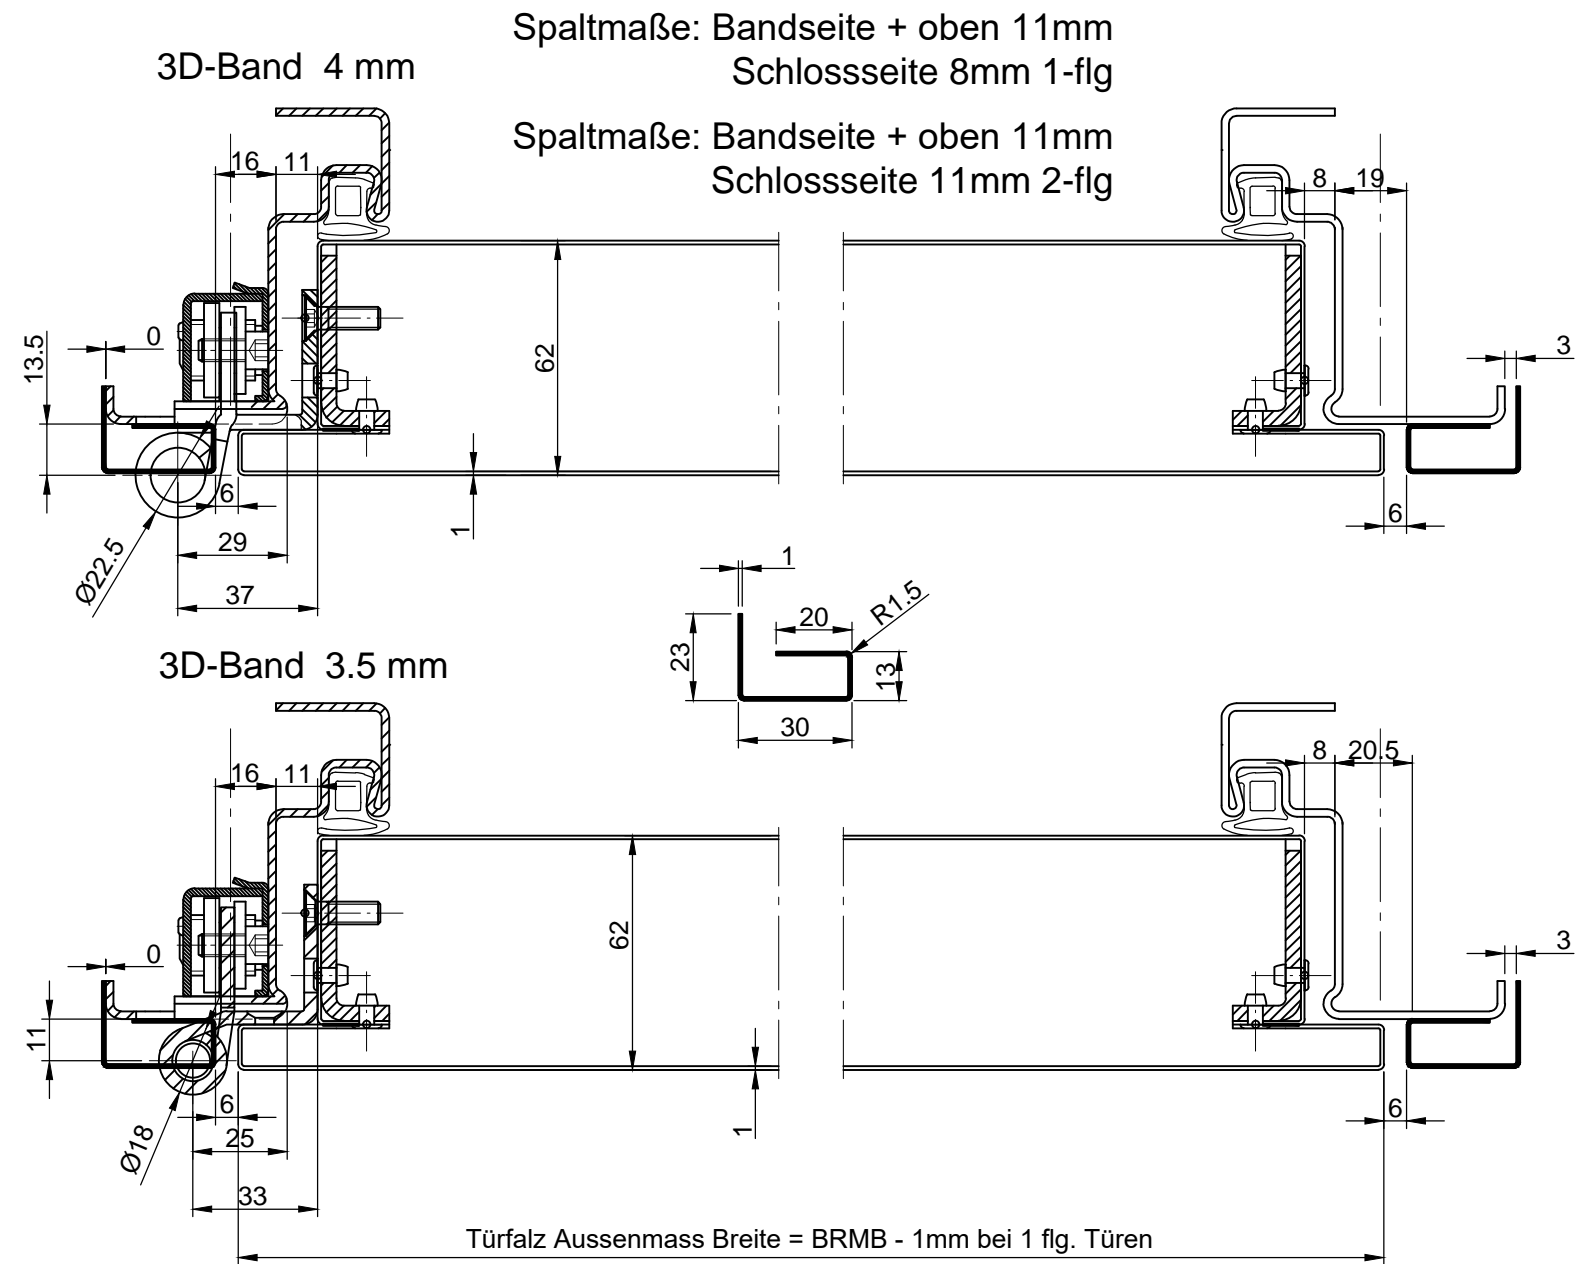 Spaltmaße: Bandseite + oben 11mm
3D-Band 4 mm
Schlossseite 8mm 1-flg
Spaltmaße: Bandseite + oben 11mm
Schlossseite 11mm 2-flg
16 11
8 19
0
13.5
62
3
6
29
1
6
Ø22.5
37
1
20
R1.5
23
13
30
3D-Band 3.5 mm
16 11
8 20.5
0
62
3
11
6
25
1
6
Ø18
33
Türfalz Aussenmass Breite = BRMB - 1mm bei 1 flg. Türen